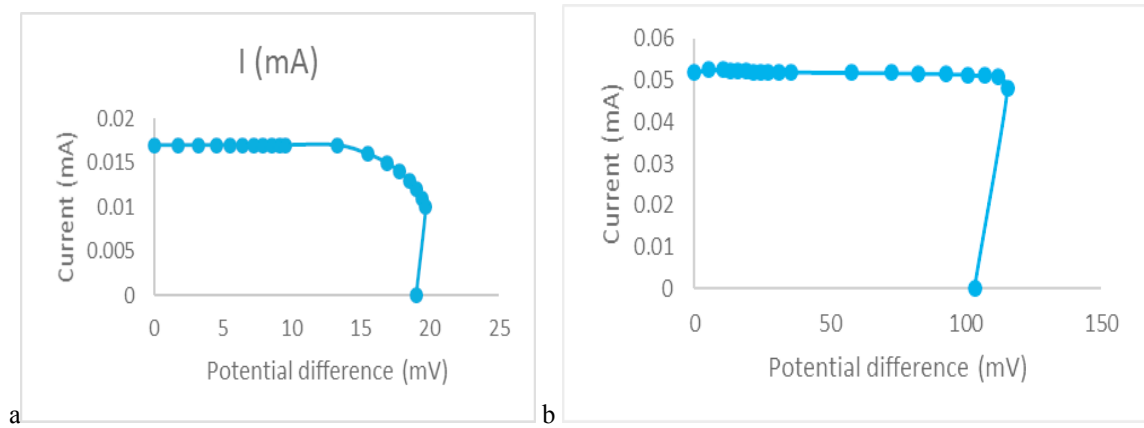 I (mA)
Current (mA)
0.02
0.015
0.01
0.005
0
0 5 10 15 20 25
Potential difference (mV)
a
Current (mA)
0.06
0.05
0.04
0.03
0.02
0.01
0
0 50 100 150
Potential difference (mV)
b